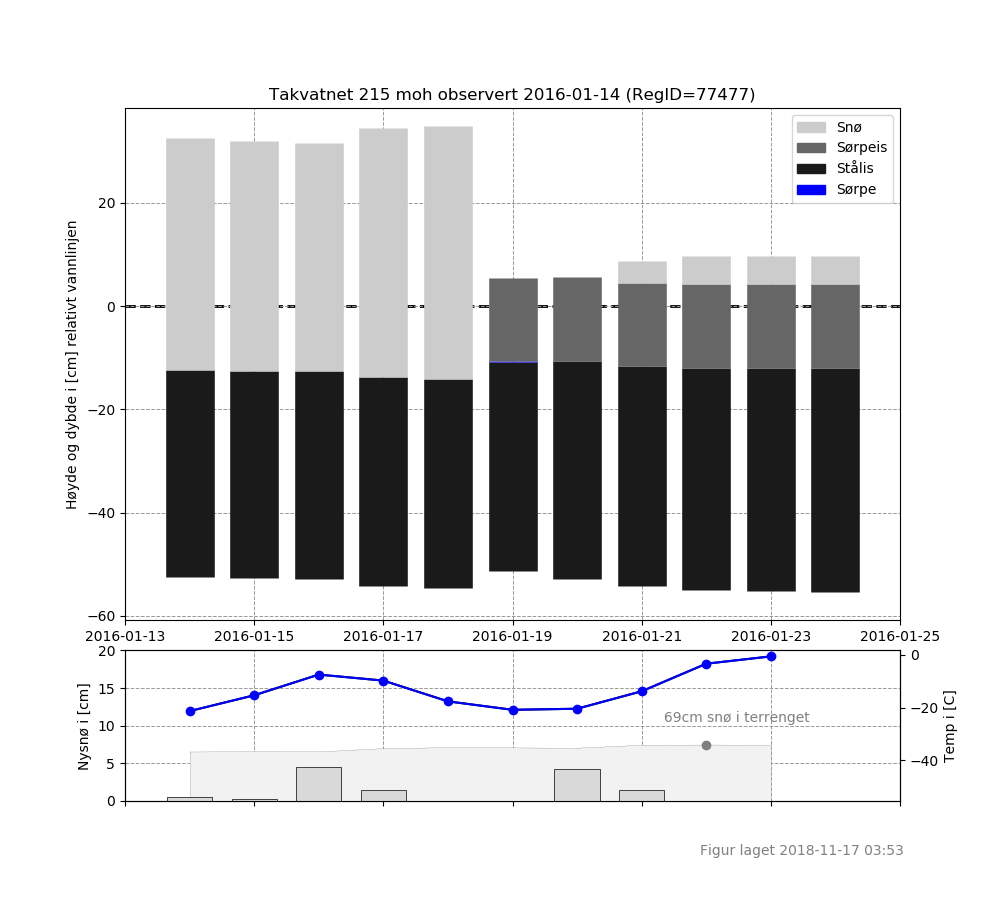 Takvatnet 215 moh observert 2016-01-14 (RegID=77477)
Snø
Sørpeis
Stålis
Sørpe
Høyde og dybde i [cm] relativt vannlinjen
20
0
−20
−40
−60
2016-01-13 2016-01-15 2016-01-17 2016-01-19 2016-01-21 2016-01-23 2016-01-25
Nysnø i [cm]
20
15
10
5
0
69cm snø i terrenget
0
−20
−40
Temp i [C]
Figur laget 2018-11-17 03:53